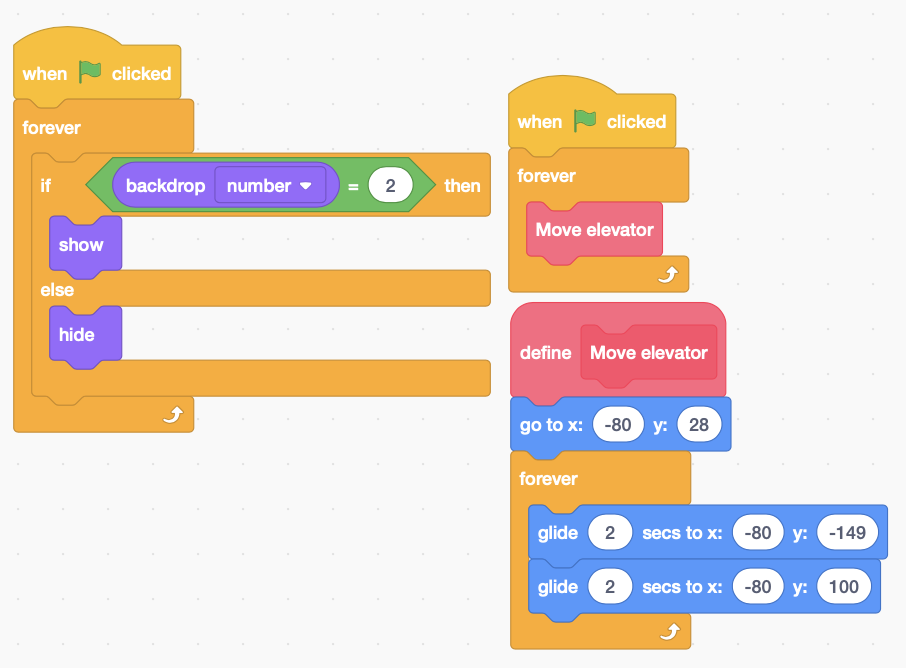 when clicked
forever
if backdrop number = 2 then
show
else
hide
when clicked
forever
Move elevator
define Move elevator
go to x: -80 y: 28
forever
glide 2 secs to x: -80 y: -149
glide 2 secs to x: -80 y: 100